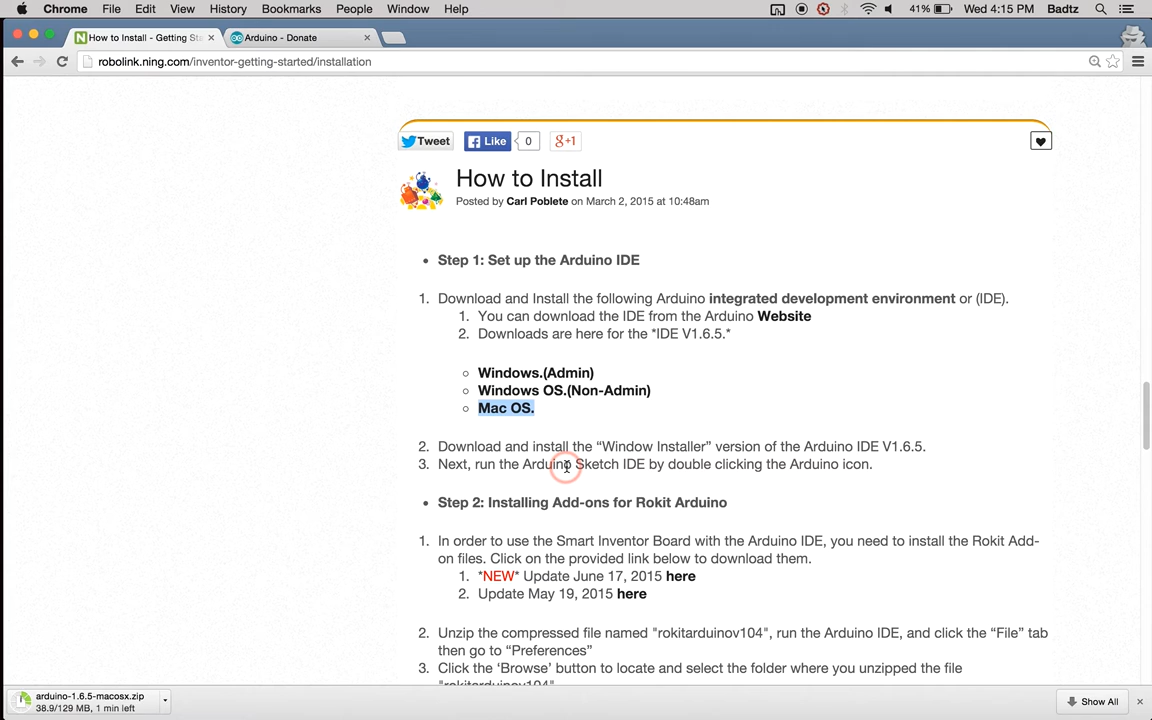 Chrome File Edit View History Bookmarks People Window Help 41% Wed 4:15 PM Badtz
How to Install - Getting Sta × Arduino - Donate ×
robolink.ning.com/inventor-getting-started/installation
Tweet Like 0 g+1
How to Install
Posted by Carl Poblete on March 2, 2015 at 10:48am
• Step 1: Set up the Arduino IDE
1. Download and Install the following Arduino integrated development environment or (IDE).
1. You can download the IDE from the Arduino Website
2. Downloads are here for the *IDE V1.6.5.*
Windows.(Admin)
Windows OS.(Non-Admin)
Mac OS.
2. Download and install the “Window Installer” version of the Arduino IDE V1.6.5.
3. Next, run the Arduino Sketch IDE by double clicking the Arduino icon.
• Step 2: Installing Add-ons for Rokit Arduino
1. In order to use the Smart Inventor Board with the Arduino IDE, you need to install the Rokit Add-
on files. Click on the provided link below to download them.
1. *NEW* Update June 17, 2015 here
2. Update May 19, 2015 here
2. Unzip the compressed file named "rokitarduinov104", run the Arduino IDE, and click the “File” tab
then go to “Preferences”
3. Click the ‘Browse’ button to locate and select the folder where you unzipped the file
"rokitarduinov104"
arduino-1.6.5-macosx.zip
38.9/129 MB, 1 min left
Show All